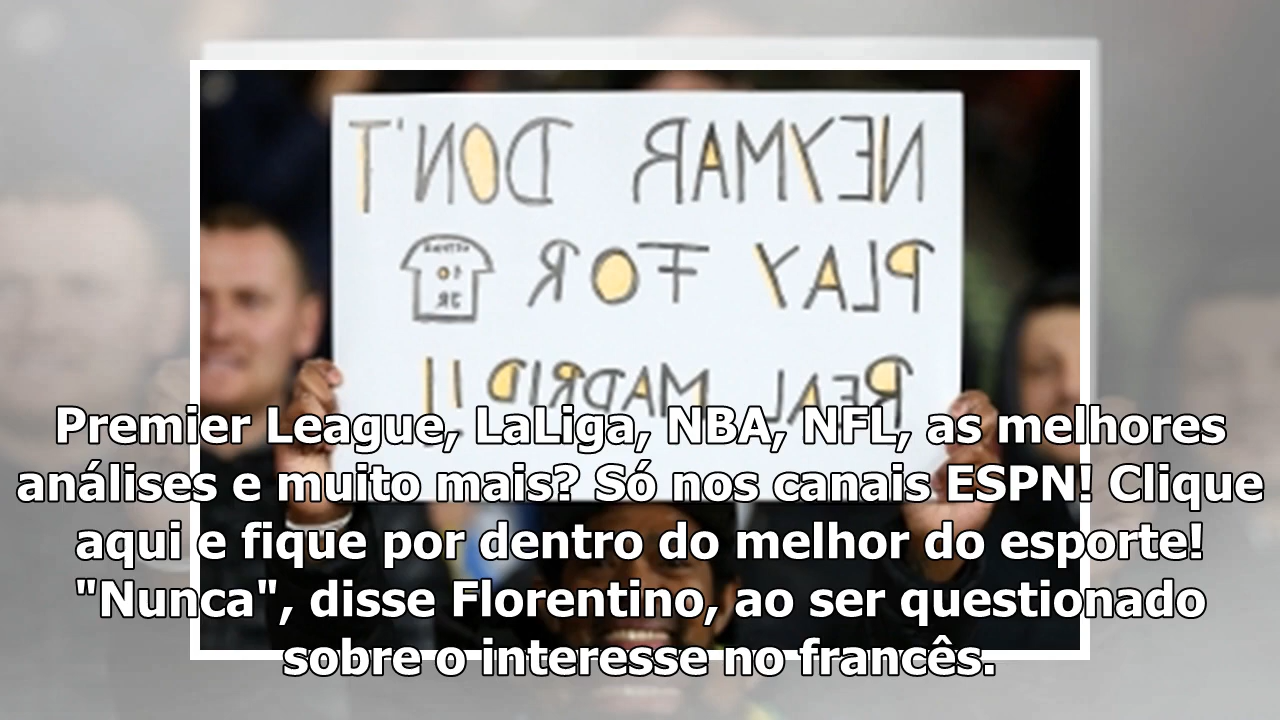 NEYMAR DON'T
PLAY FOR
10
JR
REAL MADRID!!
Premier League, LaLiga, NBA, NFL, as melhores
análises e muito mais? Só nos canais ESPN! Clique
aqui e fique por dentro do melhor do esporte!
"Nunca", disse Florentino, ao ser questionado
sobre o interesse no francês.